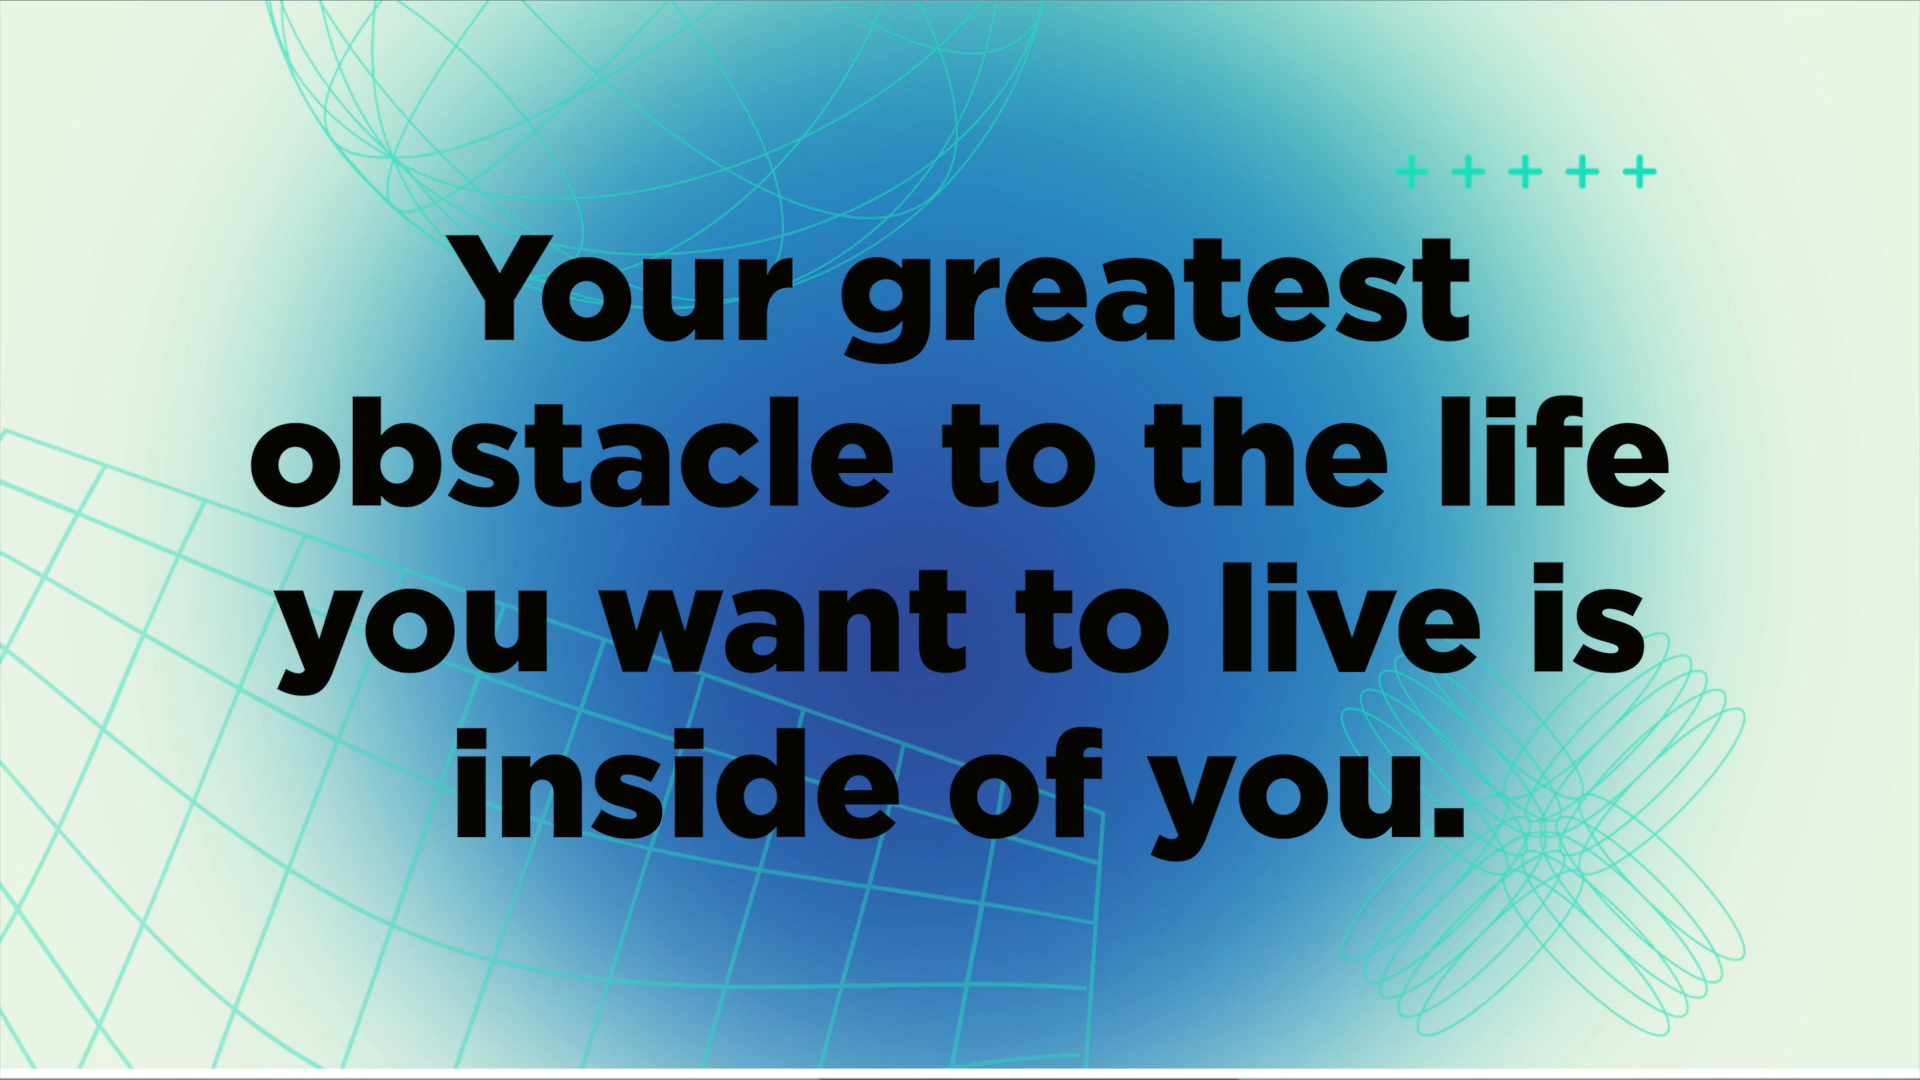 Your greatest
obstacle to the life
you want to live is
inside of you.